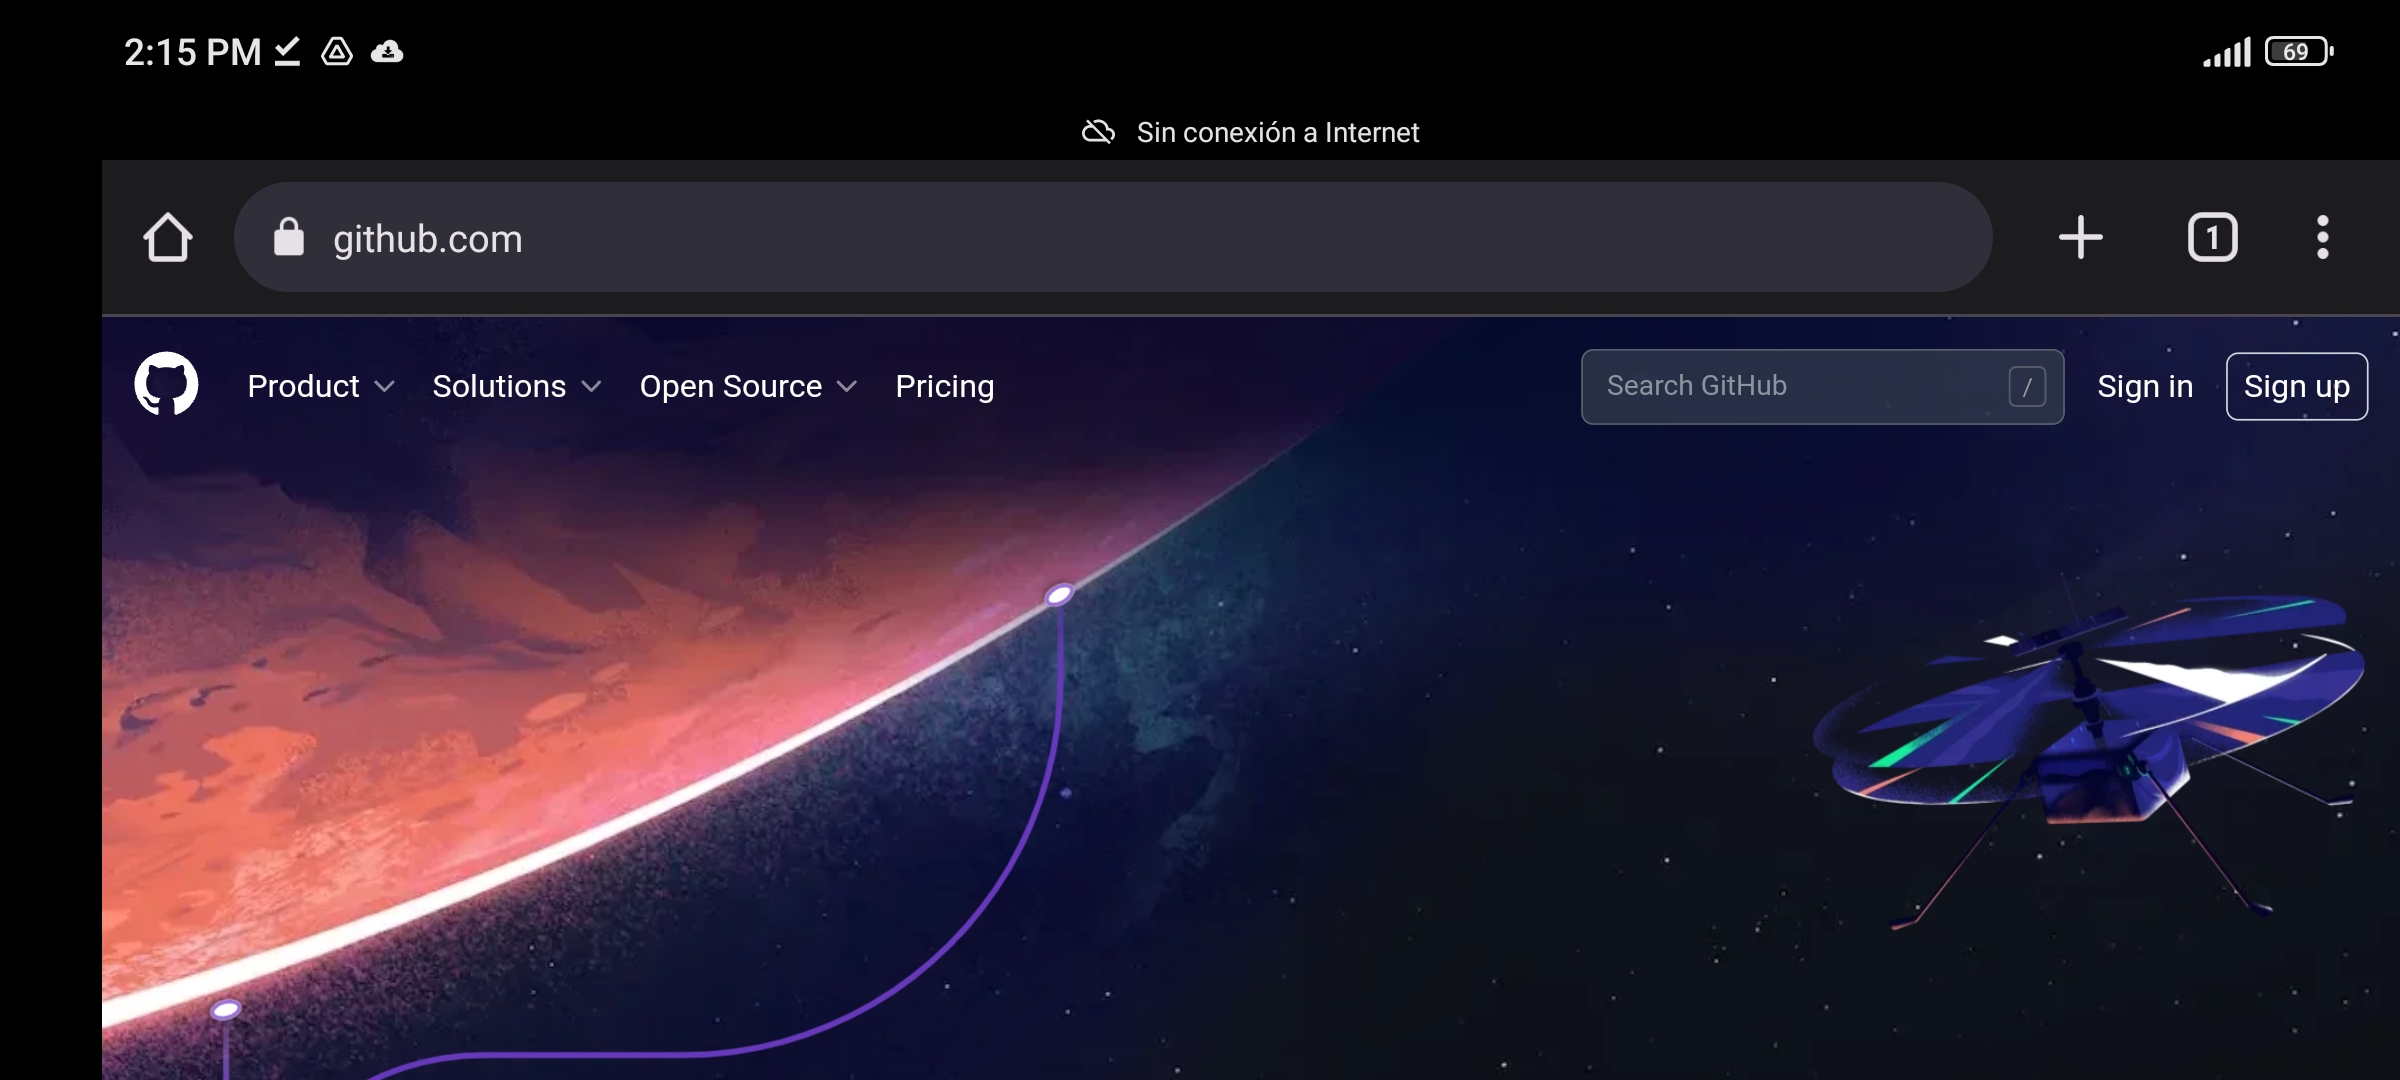 2:15 PM
69
Sin conexión a Internet
github.com
1
Product Solutions Open Source Pricing Search GitHub / Sign in Sign up